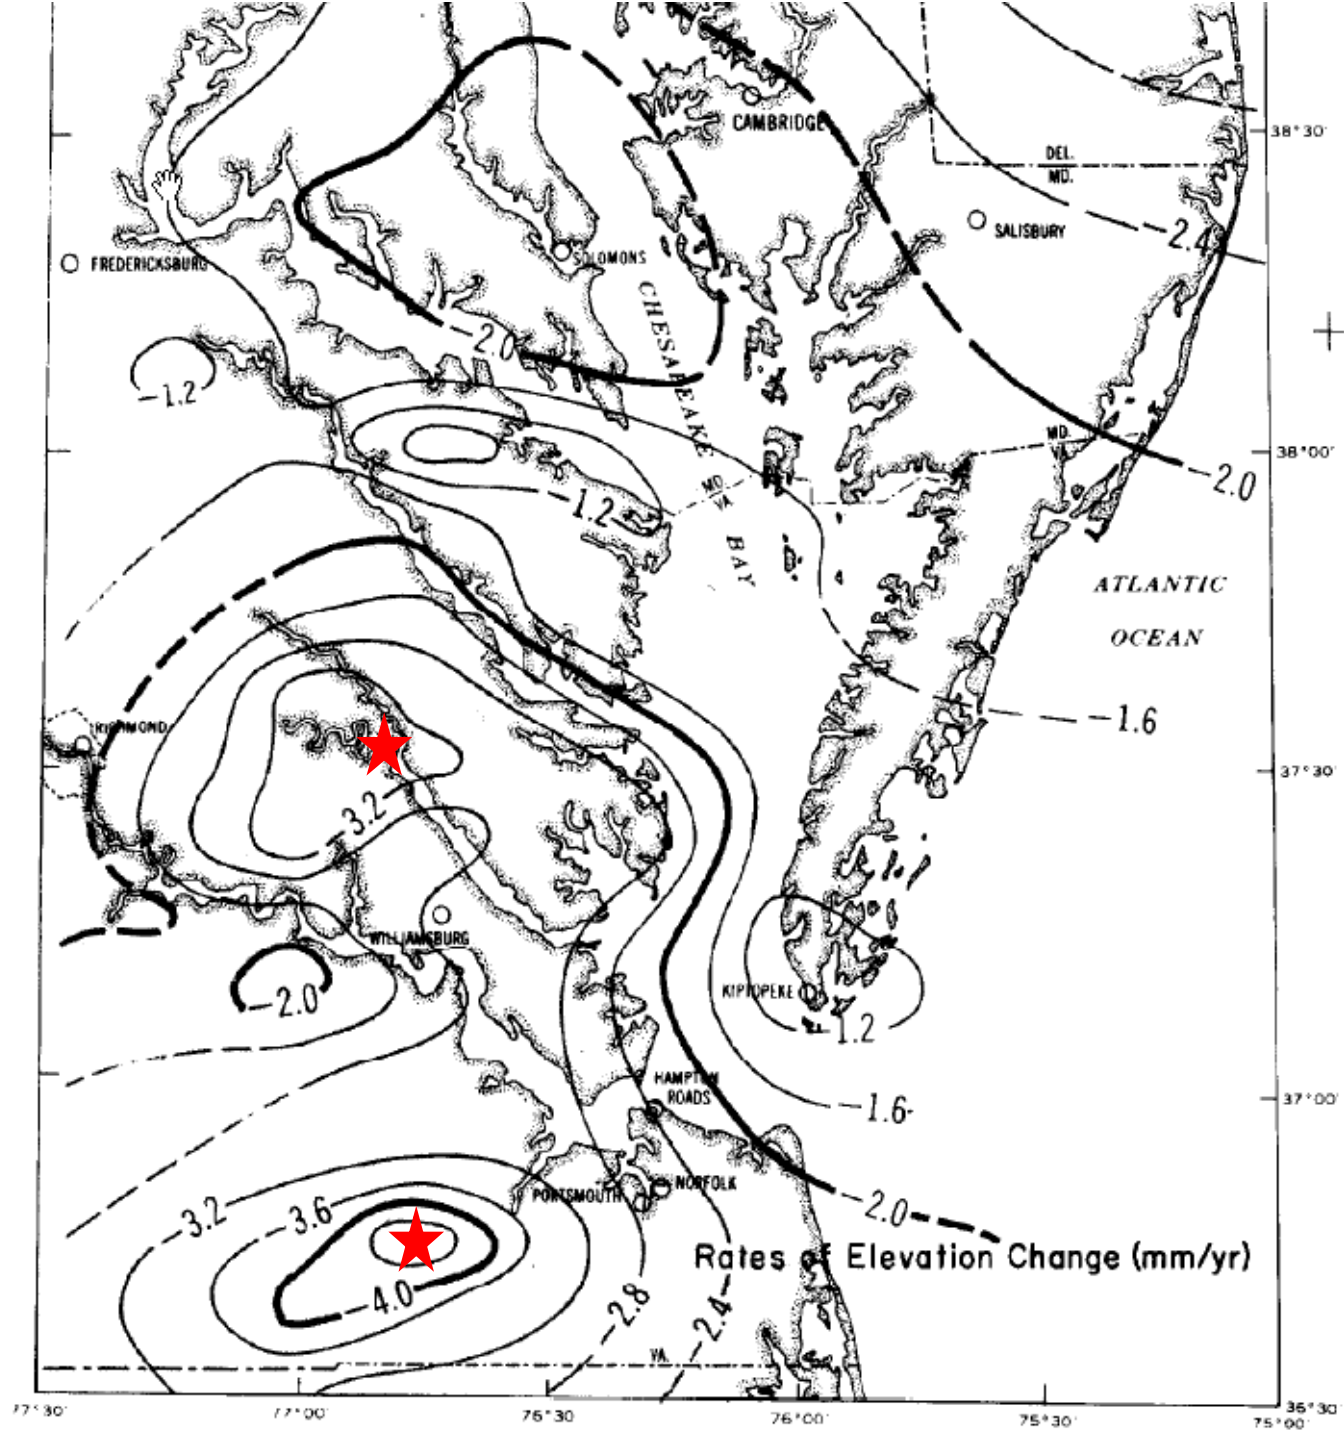 38°30'
CAMBRIDGE
DEL.
MD.
-2.4
SALISBURY
FREDERICKSBURG
SOLOMONS
CHESAPEAKE
BAY
-2.0
-1.2
MD.
VA.
38°00'
-2.0
-1.2
MD.
VA.
ATLANTIC
OCEAN
-1.6
RICHMOND
37°30'
-3.2
WILLIAMSBURG
-2.0
KIPTOPEKE
-1.2
HAMPTON
ROADS
-1.6
37°00'
PORTSMOUTH
NORFOLK
-3.2
-3.6
-2.0
Rates of Elevation Change (mm/yr)
-4.0
-2.8
-2.4
VA.
77°30'
77°00'
76°30'
76°00'
75°30'
75°00'
36°30'